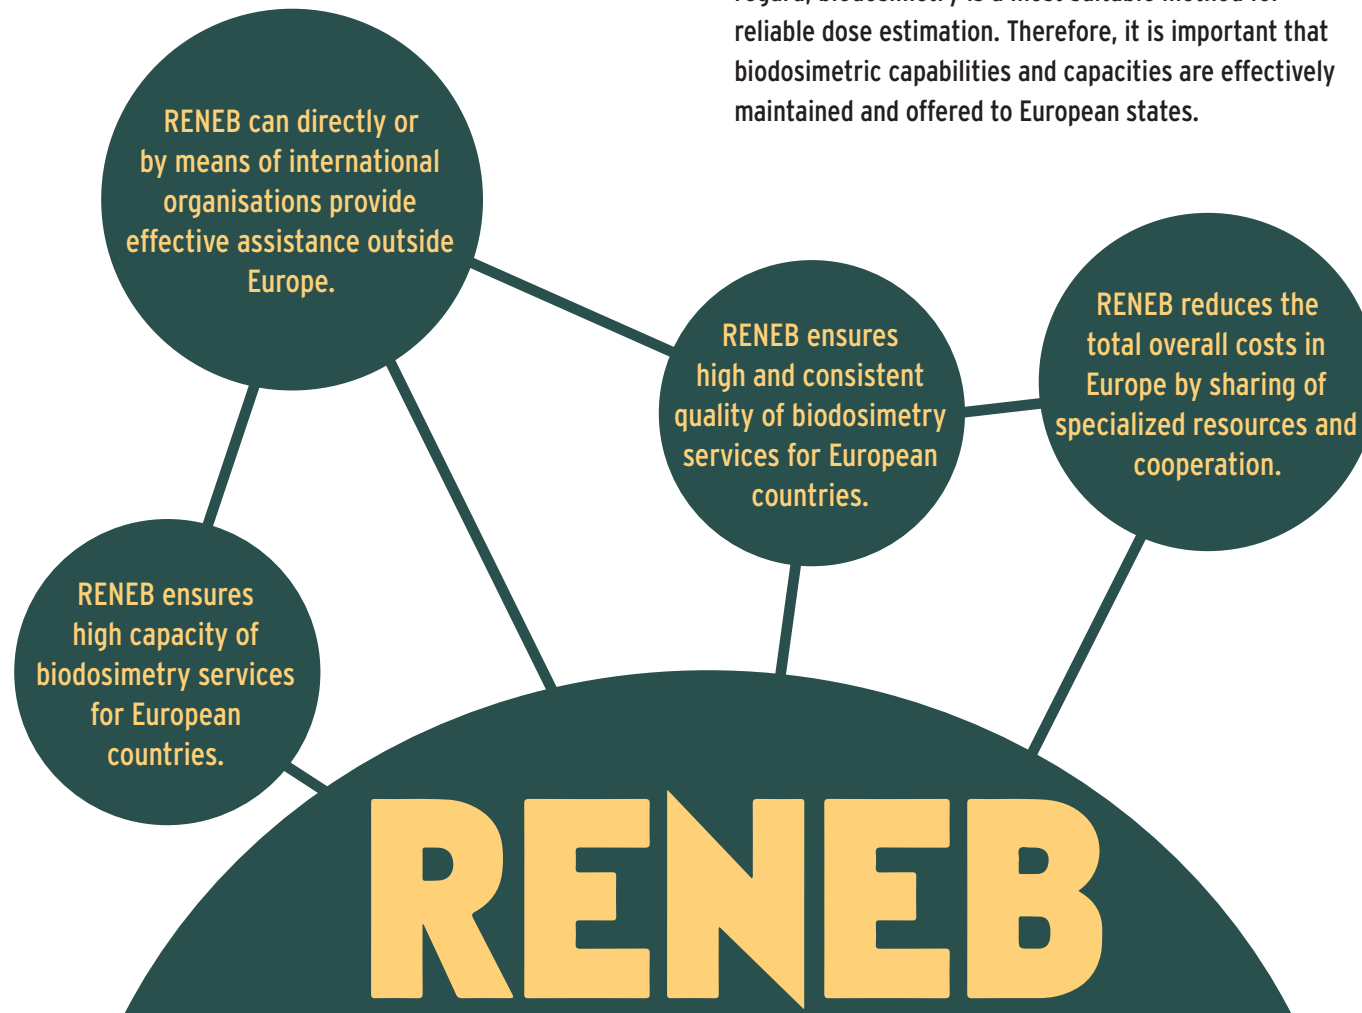 reliable dose estimation. Therefore, it is important that
biodosimetric capabilities and capacities are effectively
maintained and offered to European states.
RENEB can directly or
by means of international
organisations provide
effective assistance outside
Europe.
RENEB ensures
high and consistent
quality of biodosimetry
services for European
countries.
RENEB reduces the
total overall costs in
Europe by sharing of
specialized resources and
cooperation.
RENEB ensures
high capacity of
biodosimetry services
for European
countries.
RENEB